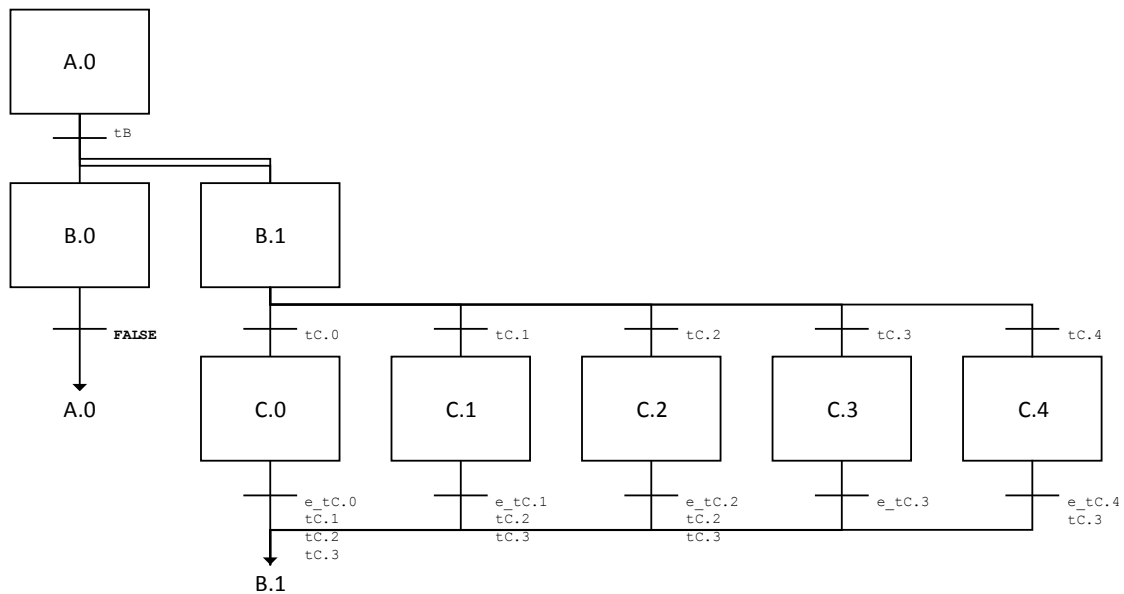 A.0
tB
B.0
B.1
FALSE
tC.0
tC.1
tC.2
tC.3
tC.4
A.0
C.0
C.1
C.2
C.3
C.4
e_tC.0
tC.1
tC.2
tC.3
e_tC.1
tC.2
tC.3
e_tC.2
tC.2
tC.3
e_tC.3
e_tC.4
tC.3
B.1